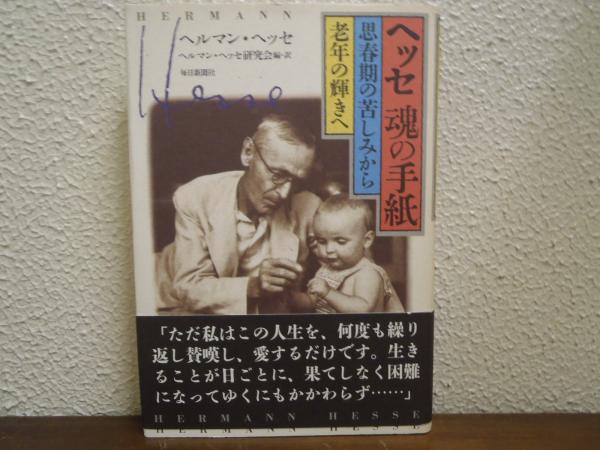 HERMANN
Hesse
ヘルマン・ヘッセ
ヘルマン・ヘッセ研究会編・訳
毎日新聞社
ヘッセ 魂の手紙
思春期の苦しみから
老年の輝きへ
「ただ私はこの人生を、何度も繰り
返し賛嘆し、愛するだけです。生き
ることが日ごとに、果てしなく困難
になってゆくにもかかわらず……」
HERMANN HESSE
HERMANN HESSE